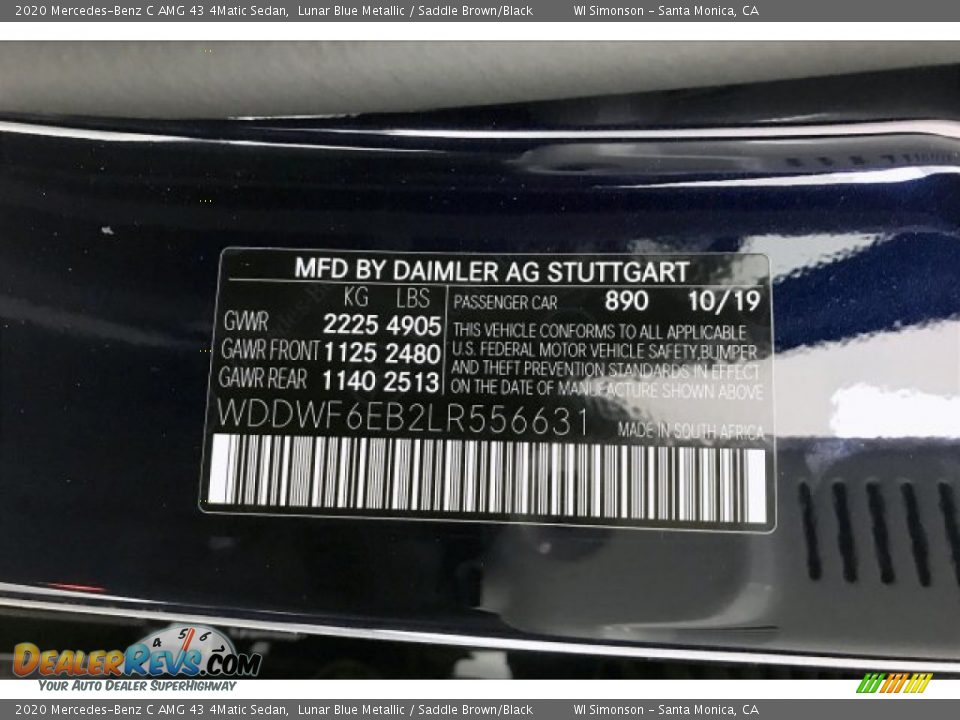 2020 Mercedes-Benz C AMG 43 4Matic Sedan, Lunar Blue Metallic / Saddle Brown/Black WI Simonson - Santa Monica, CA
MFD BY DAIMLER AG STUTTGART
KG LBS
GVWR 2225 4905
GAWR FRONT 1125 2480
GAWR REAR 1140 2513
PASSENGER CAR 890 10/19
THIS VEHICLE CONFORMS TO ALL APPLICABLE
U.S. FEDERAL MOTOR VEHICLE SAFETY,BUMPER
AND THEFT PREVENTION STANDARDS IN EFFECT
ON THE DATE OF MANUFACTURE SHOWN ABOVE
WDDWF6EB2LR556631
MADE IN SOUTH AFRICA
4 5 6
DEALERREVS.COM
YOUR AUTO DEALER SUPERHIGHWAY
2020 Mercedes-Benz C AMG 43 4Matic Sedan, Lunar Blue Metallic / Saddle Brown/Black WI Simonson - Santa Monica, CA